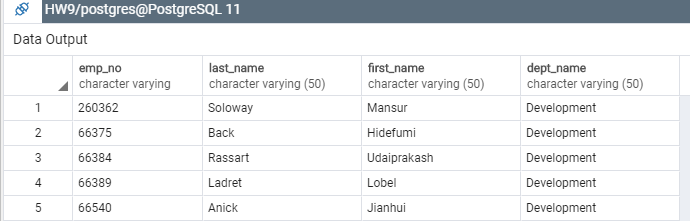 HW9/postgres@PostgreSQL 11
Data Output
emp_no last_name first_name dept_name
character varying character varying (50) character varying (50) character varying (50)
1 260362 Soloway Mansur Development
2 66375 Back Hidefumi Development
3 66384 Rassart Udaiprakash Development
4 66389 Ladret Lobel Development
5 66540 Anick Jianhui Development